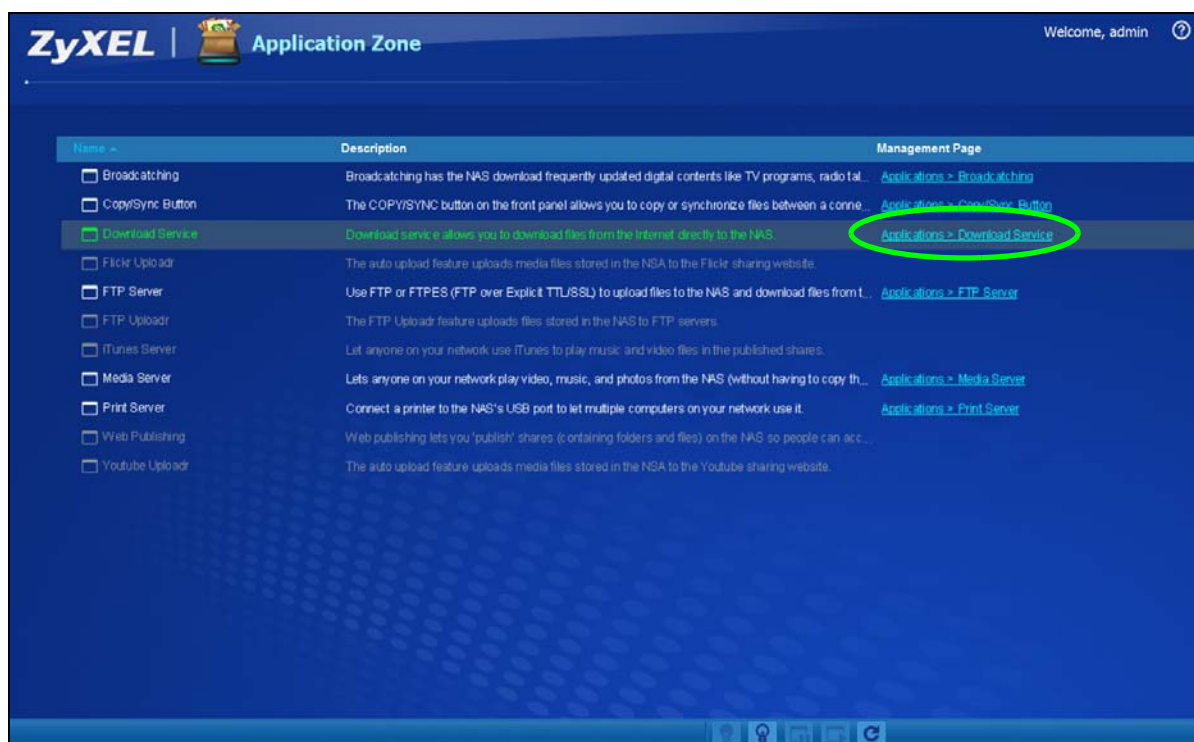 ZyXEL | Application Zone
Welcome, admin ?
Name Description Management Page
Broadcatching Broadcatching has the NAS download frequently updated digital contents like TV programs, radio tal... Applications > Broadcatching
Copy/Sync Button The COPY/SYNC button on the front panel allows you to copy or synchronize files between a conne... Applications > Copy/Sync Button
Download Service Download service allows you to download files from the Internet directly to the NAS. Applications > Download Service
Flickr Uploadr The auto upload feature uploads media files stored in the NSA to the Flickr sharing website.
FTP Server Use FTP or FTPES (FTP over Explicit TTL/SSL) to upload files to the NAS and download files from t... Applications > FTP Server
FTP Uploadr The FTP Uploadr feature uploads files stored in the NAS to FTP servers.
iTunes Server Let anyone on your network use iTunes to play music and video files in the published shares.
Media Server Lets anyone on your network play video, music, and photos from the NAS (without having to copy th... Applications > Media Server
Print Server Connect a printer to the NAS's USB port to let multiple computers on your network use it. Applications > Print Server
Web Publishing Web publishing lets you 'publish' shares (containing folders and files) on the NAS so people can acc...
Youtube Uploadr The auto upload feature uploads media files stored in the NSA to the Youtube sharing website.